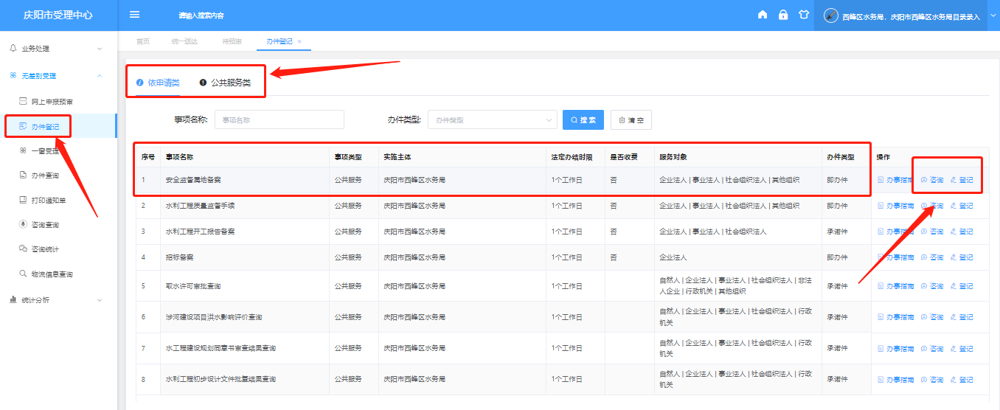 庆阳市受理中心
请输入搜索内容
西峰区水务局，庆阳市西峰区水务局目录录入
首页 统一送达 待预审 办件登记 ×
业务处理
无差别受理
网上申报预审
办件登记
一窗受理
办件查询
打印通知单
咨询查询
咨询统计
物流信息查询
统计分析
依申请类 公共服务类
事项名称: 事项名称 办件类型: 办件类型 搜 索 清 空
序号 事项名称 事项类型 实施主体 法定办结时限 是否收费 服务对象 办件类型 操作
1 安全监督属地备案 公共服务 庆阳市西峰区水务局 1个工作日 否 企业法人 | 事业法人 | 社会组织法人 | 其他组织 即办件 办事指南 咨询 登记
2 水利工程质量监督手续 公共服务 庆阳市西峰区水务局 1个工作日 否 企业法人 | 事业法人 | 社会组织法人 | 其他组织 即办件 办事指南 咨询 登记
3 水利工程开工报告备案 公共服务 庆阳市西峰区水务局 1个工作日 否 企业法人 | 事业法人 | 社会组织法人 承诺件 办事指南 咨询 登记
4 招标备案 公共服务 庆阳市西峰区水务局 1个工作日 否 企业法人 即办件 办事指南 咨询 登记
5 取水许可审批查询 公共服务 庆阳市西峰区水务局 1个工作日 自然人 | 企业法人 | 事业法人 | 社会组织法人 | 非法
人企业 | 行政机关 | 其他组织 承诺件 办事指南 咨询 登记
6 涉河建设项目洪水影响评价查询 公共服务 庆阳市西峰区水务局 1个工作日 自然人 | 企业法人 | 事业法人 | 社会组织法人 | 行政
机关 承诺件 办事指南 咨询 登记
7 水工程建设规划同意书审查结果查询 公共服务 庆阳市西峰区水务局 1个工作日 自然人 | 企业法人 | 事业法人 | 社会组织法人 | 行政
机关 承诺件 办事指南 咨询 登记
8 水利工程初步设计文件批复结果查询 公共服务 庆阳市西峰区水务局 1个工作日 自然人 | 企业法人 | 事业法人 | 社会组织法人 | 行政
机关 承诺件 办事指南 咨询 登记